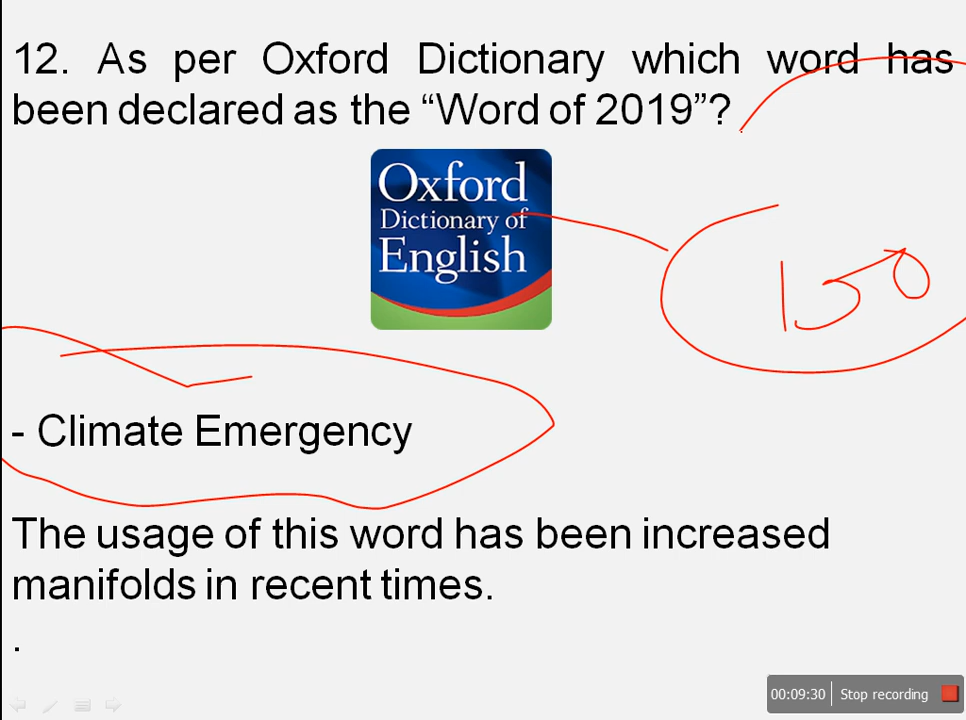 12. As per Oxford Dictionary which word has
been declared as the “Word of 2019”?
Oxford
Dictionary of
English
150
- Climate Emergency
The usage of this word has been increased
manifolds in recent times.
.
00:09:30 Stop recording